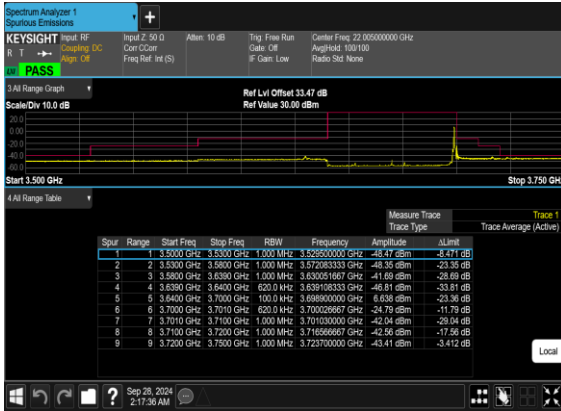 Spectrum Analyzer 1
Spurious Emissions
KEYSIGHT Input: RF Input Z: 50 Ω Atten: 10 dB Trig: Free Run Center Freq: 22.005000000 GHz
R T Coupling: DC Corr CCorr Gate: Off Avg|Hold: 100/100
Align: Off Freq Ref: Int (S) IF Gain: Low Radio Std: None
PASS
3 All Range Graph Ref Lvl Offset 33.47 dB
Scale/Div 10.0 dB Ref Value 30.00 dBm
20.0
0.00
-20.0
-40.0
-60.0
Start 3.500 GHz Stop 3.750 GH
4 All Range Table
Measure Trace Trace 1
Trace Type Trace Average (Active)
Spur Range Start Freq Stop Freq RBW Frequency Amplitude ΔLimit
1 1 3.5000 GHz 3.5300 GHz 1.000 MHz 3.529500000 GHz -48.47 dBm -8.471 dB
2 2 3.5300 GHz 3.5800 GHz 1.000 MHz 3.572083333 GHz -48.35 dBm -23.35 dB
3 3 3.5800 GHz 3.6390 GHz 1.000 MHz 3.630051667 GHz -41.69 dBm -28.69 dB
4 4 3.6390 GHz 3.6400 GHz 620.0 kHz 3.639108333 GHz -46.81 dBm -33.81 dB
5 5 3.6400 GHz 3.7000 GHz 100.0 kHz 3.698900000 GHz 6.638 dBm -23.36 dB
6 6 3.7000 GHz 3.7010 GHz 620.0 kHz 3.700026667 GHz -24.79 dBm -11.79 dB
7 7 3.7010 GHz 3.7100 GHz 1.000 MHz 3.701030000 GHz -42.04 dBm -29.04 dB
8 8 3.7100 GHz 3.7200 GHz 1.000 MHz 3.716566667 GHz -42.56 dBm -17.56 dB
9 9 3.7200 GHz 3.7500 GHz 1.000 MHz 3.723700000 GHz -43.41 dBm -3.412 dB
Local
Sep 28, 2024
2:17:36 AM